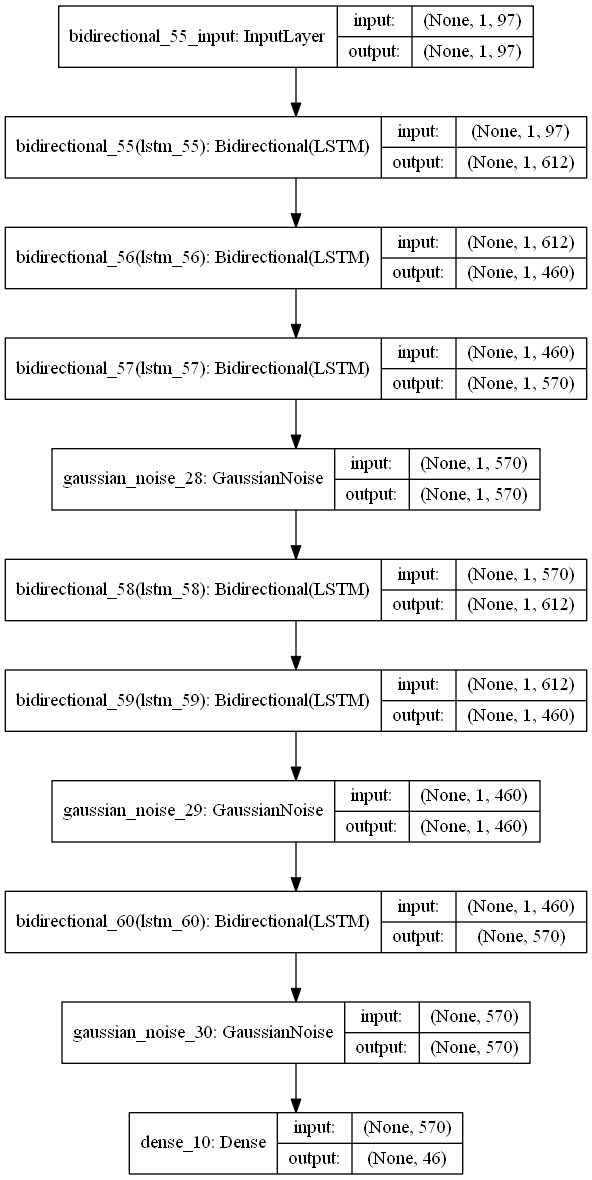 bidirectional_55_input: InputLayer
input: (None, 1, 97)
output: (None, 1, 97)
bidirectional_55(lstm_55): Bidirectional(LSTM)
input: (None, 1, 97)
output: (None, 1, 612)
bidirectional_56(lstm_56): Bidirectional(LSTM)
input: (None, 1, 612)
output: (None, 1, 460)
bidirectional_57(lstm_57): Bidirectional(LSTM)
input: (None, 1, 460)
output: (None, 1, 570)
gaussian_noise_28: GaussianNoise
input: (None, 1, 570)
output: (None, 1, 570)
bidirectional_58(lstm_58): Bidirectional(LSTM)
input: (None, 1, 570)
output: (None, 1, 612)
bidirectional_59(lstm_59): Bidirectional(LSTM)
input: (None, 1, 612)
output: (None, 1, 460)
gaussian_noise_29: GaussianNoise
input: (None, 1, 460)
output: (None, 1, 460)
bidirectional_60(lstm_60): Bidirectional(LSTM)
input: (None, 1, 460)
output: (None, 570)
gaussian_noise_30: GaussianNoise
input: (None, 570)
output: (None, 570)
dense_10: Dense
input: (None, 570)
output: (None, 46)